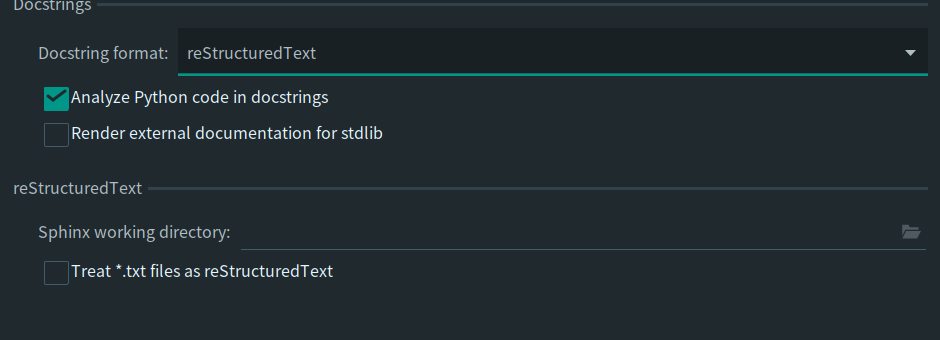 Docstrings
Docstring format: reStructuredText
Analyze Python code in docstrings
Render external documentation for stdlib
reStructuredText
Sphinx working directory:
Treat *.txt files as reStructuredText